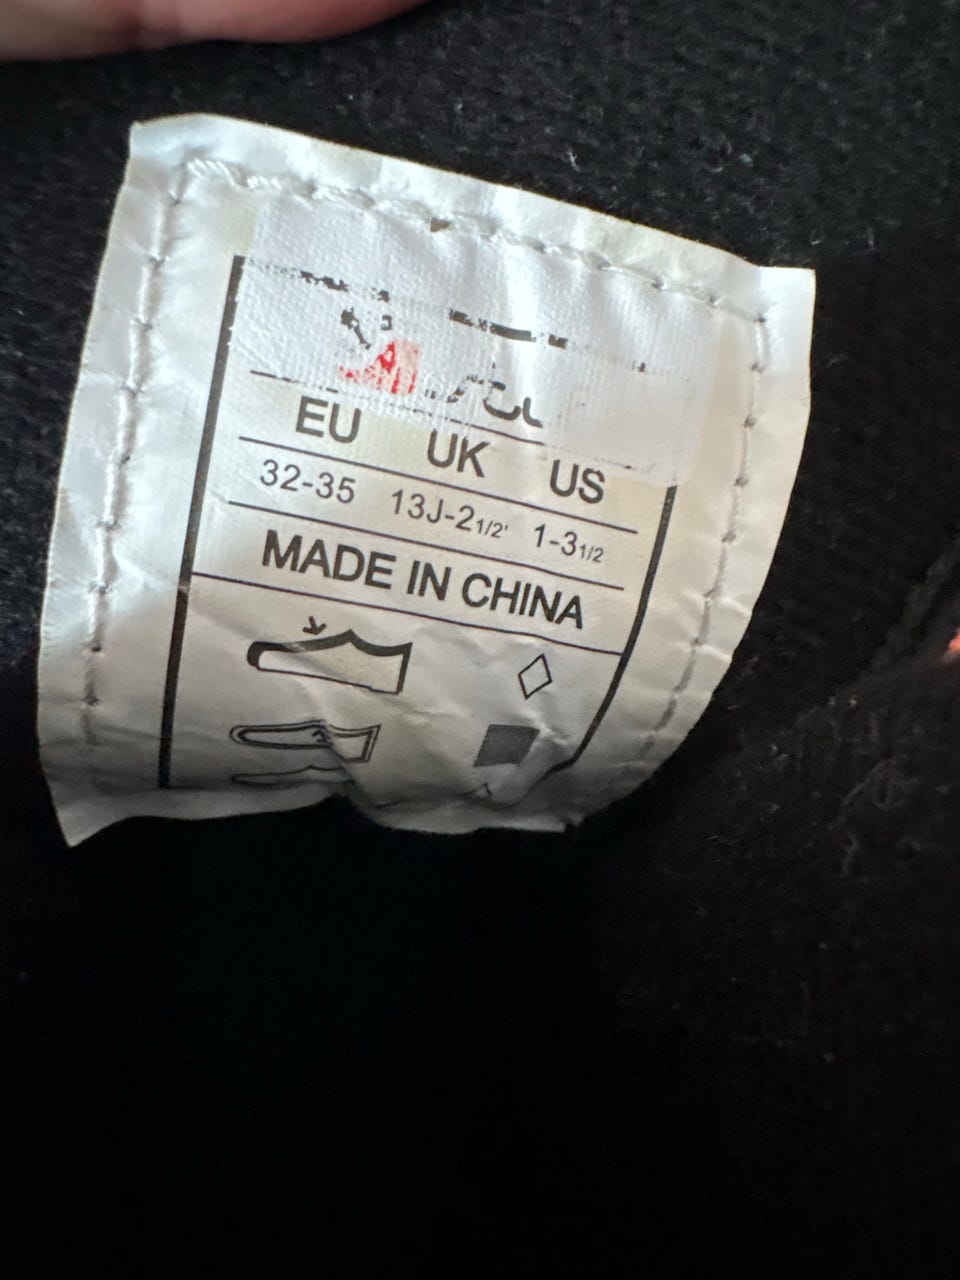 EU UK US
32-35 13J-21/2' 1-31/2
MADE IN CHINA